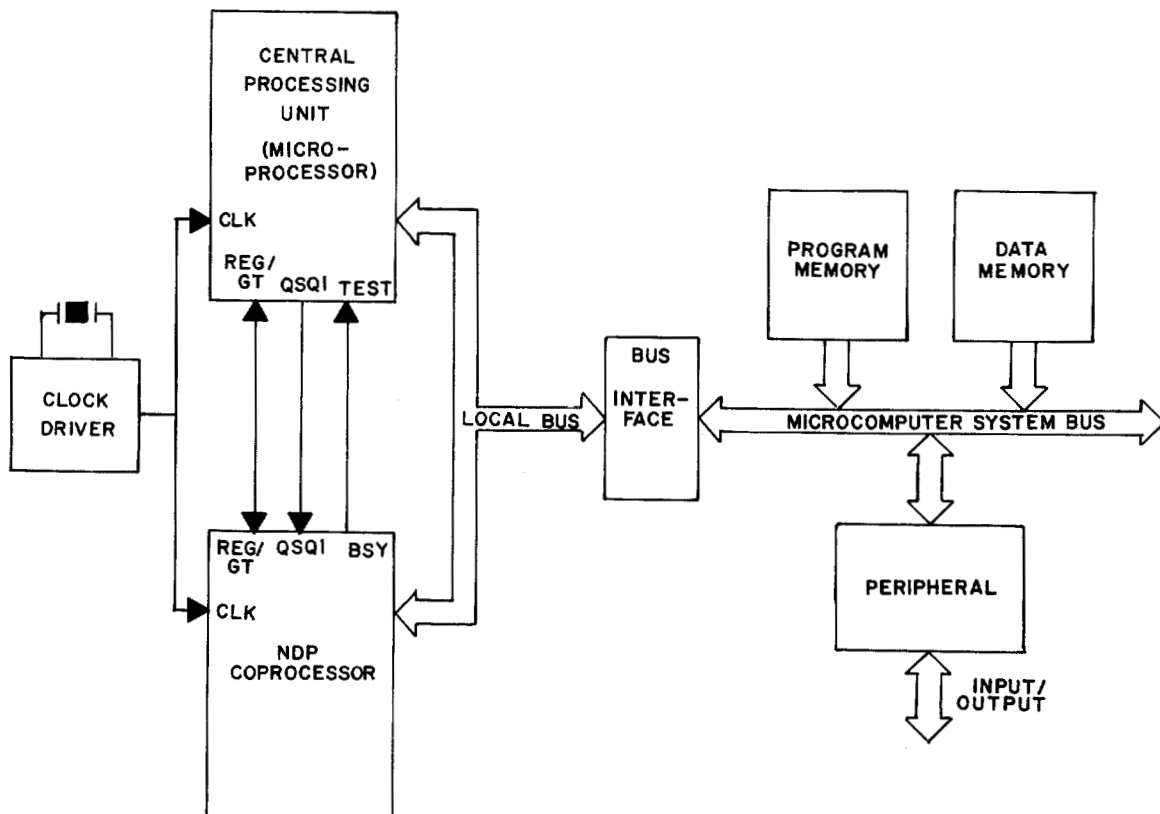 CENTRAL
PROCESSING
UNIT
(MICRO-
PROCESSOR)
CLK
REG/
GT
QSQ1
TEST
CLOCK
DRIVER
REG/
GT
QSQ1
BSY
CLK
NDP
COPROCESSOR
LOCAL BUS
BUS
INTER-
FACE
PROGRAM
MEMORY
DATA
MEMORY
MICROCOMPUTER SYSTEM BUS
PERIPHERAL
INPUT/
OUTPUT